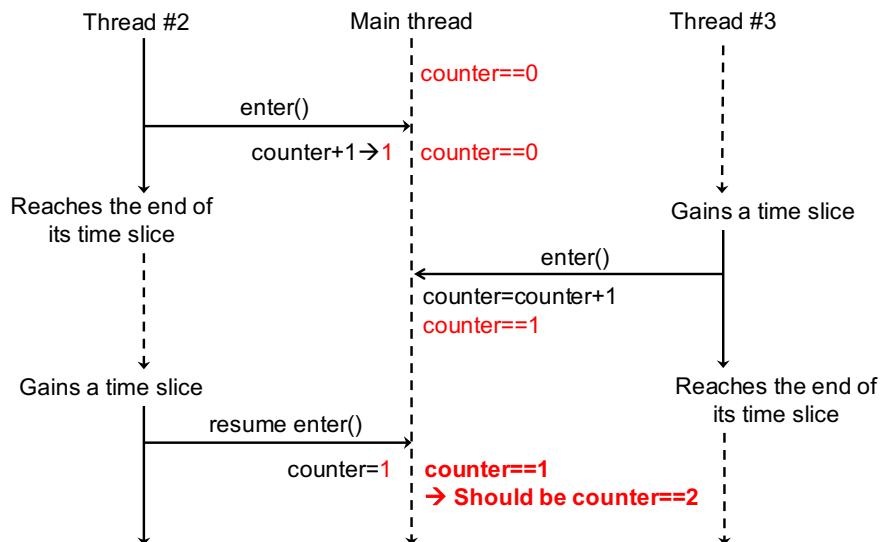 Thread #2
Main thread
Thread #3
counter==0
enter()
counter+1→1
counter==0
Reaches the end of
its time slice
Gains a time slice
enter()
counter=counter+1
counter==1
Gains a time slice
Reaches the end of
its time slice
resume enter()
counter=1
counter==1
→ Should be counter==2